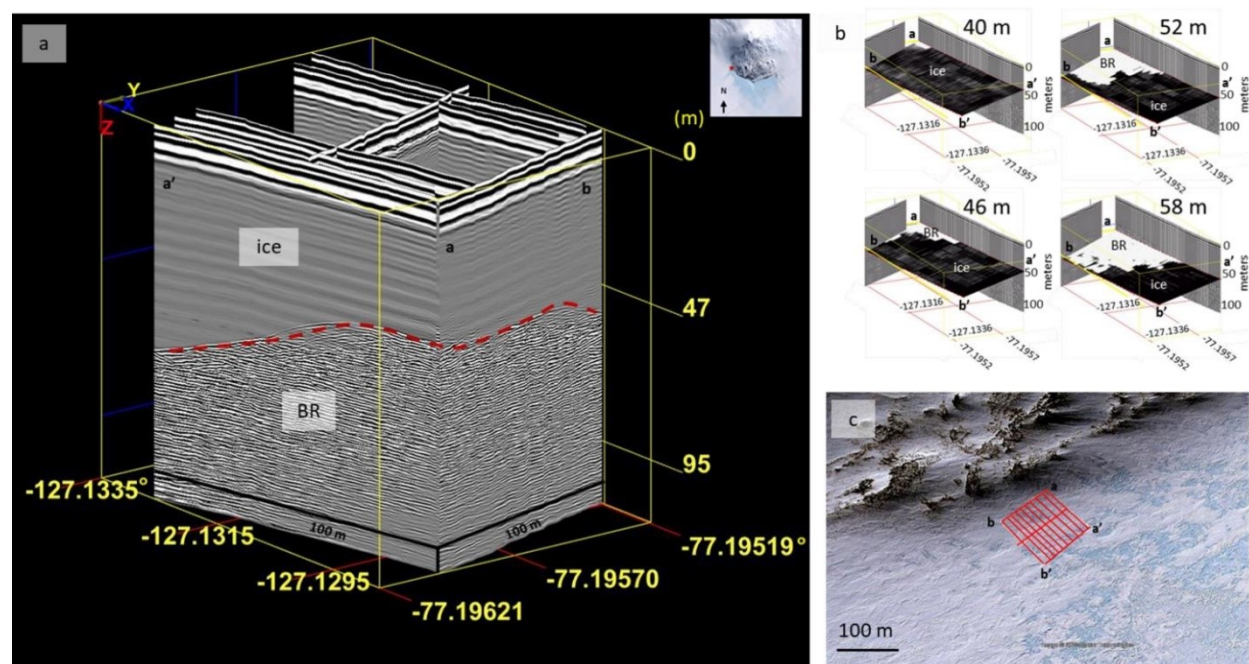 a
N
Y
X
Z
(m)
0
a’
b
ice
a
47
BR
95
-127.1335°
100 m
100 m
-127.1315
-77.19519°
-127.1295
-77.19570
-77.19621
b
40 m
a
b
ice
0
a’
50
meters
b’
100
-127.1316
-127.1336
-77.1957
-77.1952
52 m
a
BR
b
0
a’
50
meters
ice
b’
100
-127.1316
-127.1336
-77.1957
-77.1952
46 m
a
BR
b
0
ice
a’
50
meters
b’
100
-127.1316
-127.1336
-77.1957
-77.1952
58 m
a
BR
b
0
a’
50
meters
ice
b’
100
-127.1316
-127.1336
-77.1957
-77.1952
c
a
b
a’
b’
100 m